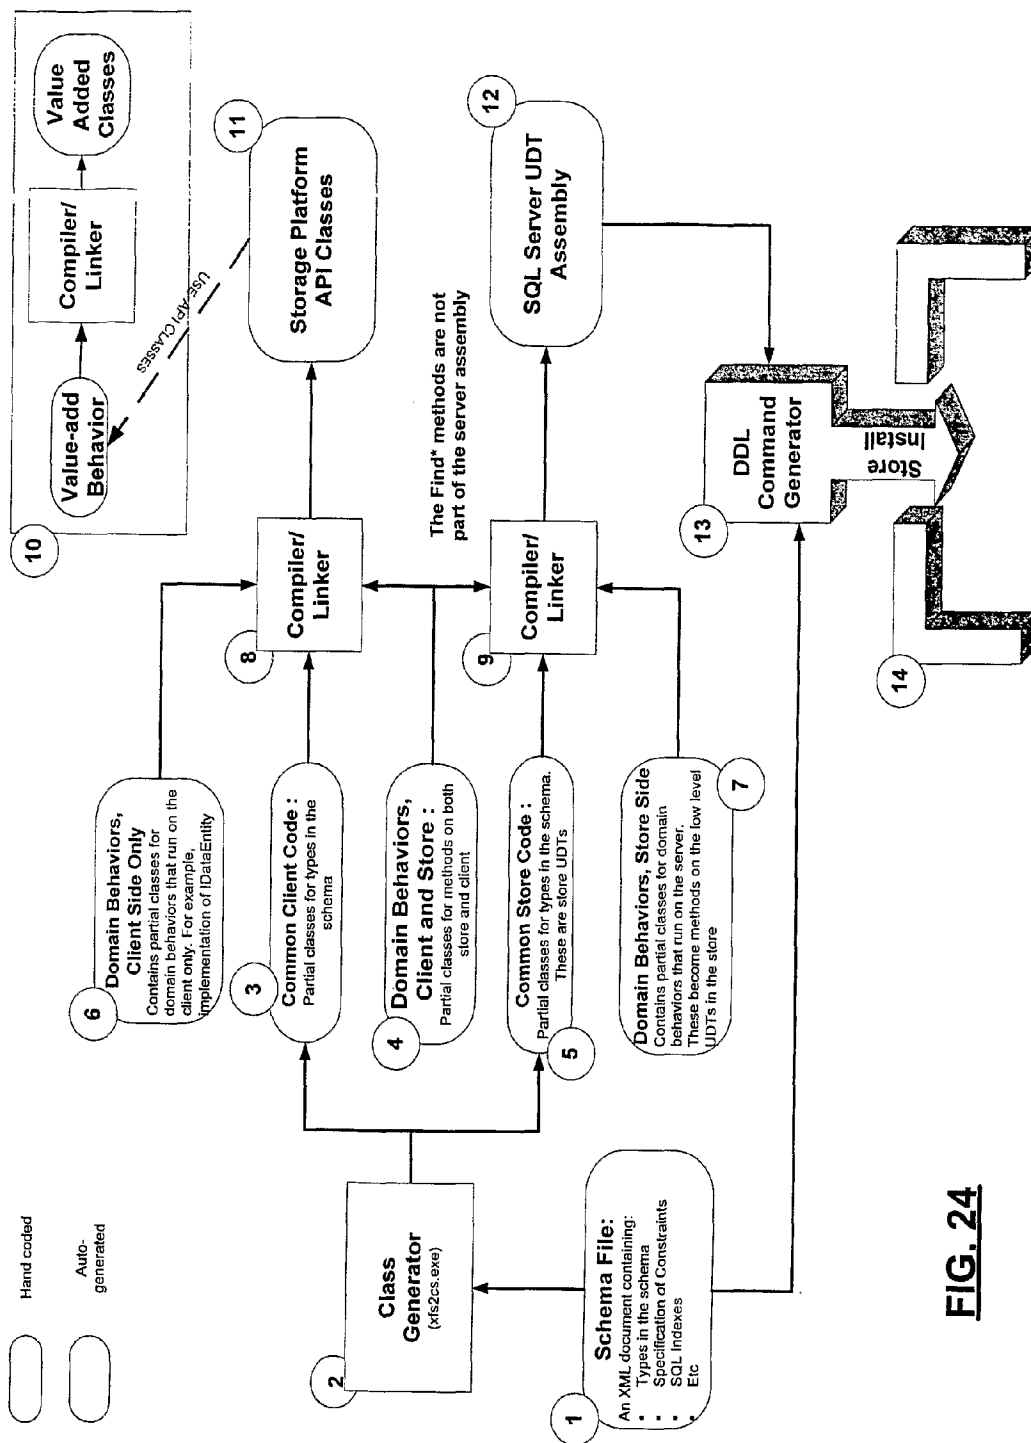 Hand coded
Auto-
generated
1
Schema File:
An XML document containing:
▪ Types in the schema
▪ Specification of Constraints
▪ SQL Indexes
▪ Etc
2
Class
Generator
(xfs2cs.exe)
6
Domain Behaviors,
Client Side Only
Contains partial classes for
domain behaviors that run on the
client only. For example,
implementation of IDataEntity
3
Common Client Code :
Partial classes for types in the
schema
4
Domain Behaviors,
Client and Store :
Partial classes for methods on both
store and client
5
Common Store Code :
Partial classes for types in the schema.
These are store UDTs
7
Domain Behaviors, Store Side
Contains partial classes for domain
behaviors that run on the server.
These become methods on the low level
UDTs in the store
8
Compiler/
Linker
9
Compiler/
Linker
The Find* methods are not
part of the server assembly
10
Value-add
Behavior
Compiler/
Linker
Value
Added
Classes
USE API CLASSES
11
Storage Platform
API Classes
12
SQL Server UDT
Assembly
13
DDL
Command
Generator
Store
Install
14
FIG. 24